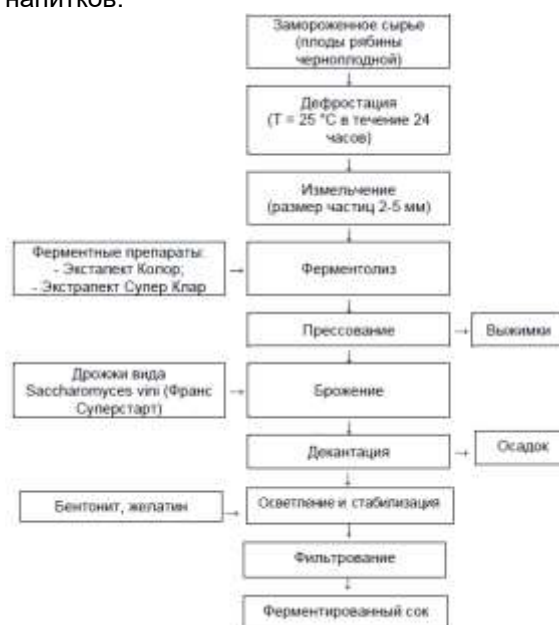 напитков.
Замороженное сырье
(плоды рябины
черноплодной)
Дефростация
(Т = 25 °С в течение 24
часов)
Измельчение
(размер частиц 2-5 мм)
Ферментные препараты:
- Экстапект Колор;
- Экстрапект Супер Клар
→
Ферментолиз
Прессование
→
Выжимки
Дрожжи вида
Saccharomyces vini (Франс
Суперстарт)
→
Брожение
Декантация
→
Осадок
Бентонит, желатин
→
Осветление и стабилизация
Фильтрование
Ферментированный сок